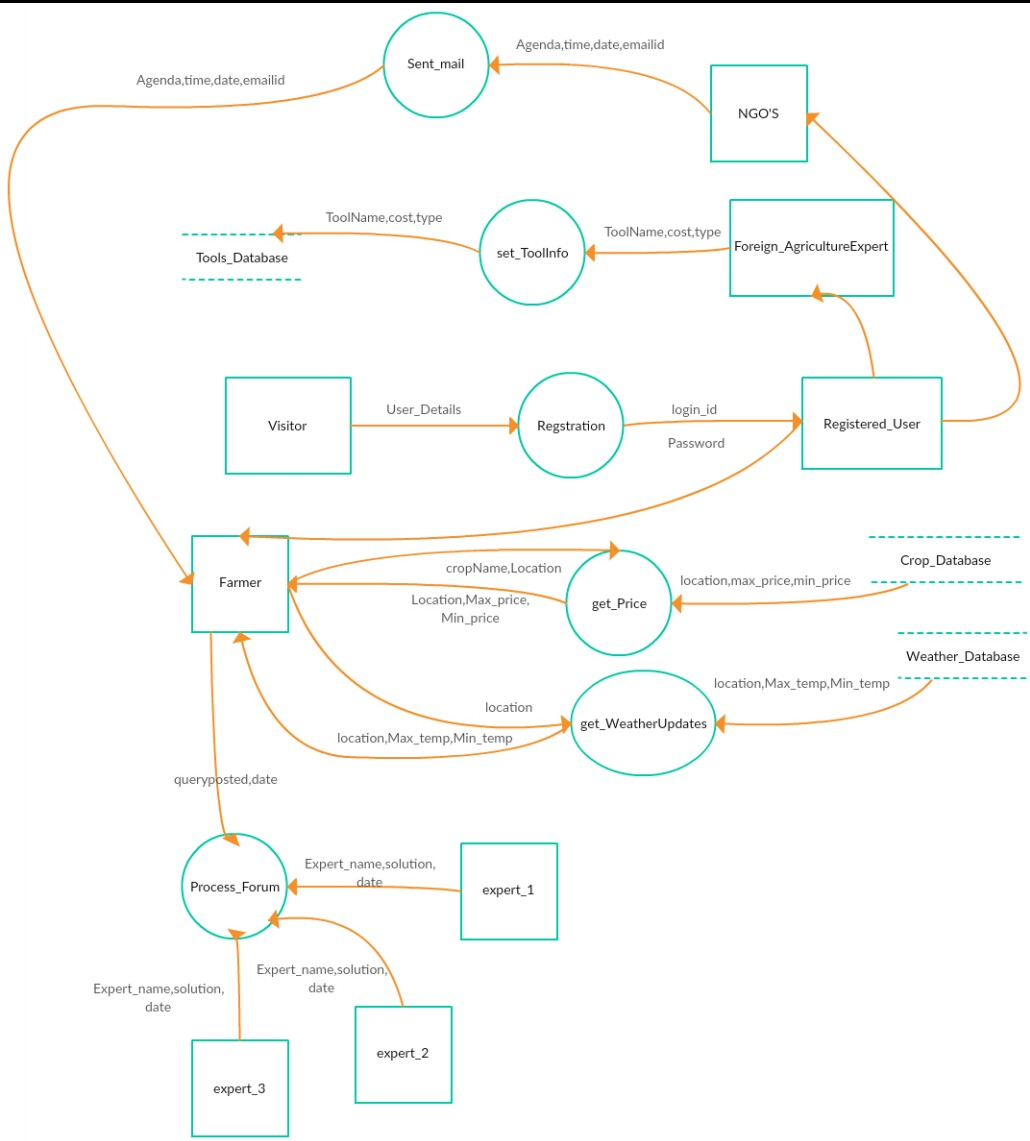 Agenda,time,date,emailid
Sent_mail
Agenda,time,date,emailid
NGO'S
ToolName,cost,type
Tools_Database
set_ToolInfo
ToolName,cost,type
Foreign_AgricultureExpert
Visitor
User_Details
Regstration
login_id
Password
Registered_User
Farmer
cropName,Location
Location,Max_price,
Min_price
get_Price
location,max_price,min_price
Crop_Database
Weather_Database
location,Max_temp,Min_temp
location
get_WeatherUpdates
location,Max_temp,Min_temp
queryposted,date
Process_Forum
Expert_name,solution,
date
expert_1
Expert_name,solution,
date
expert_2
Expert_name,solution,
date
expert_3